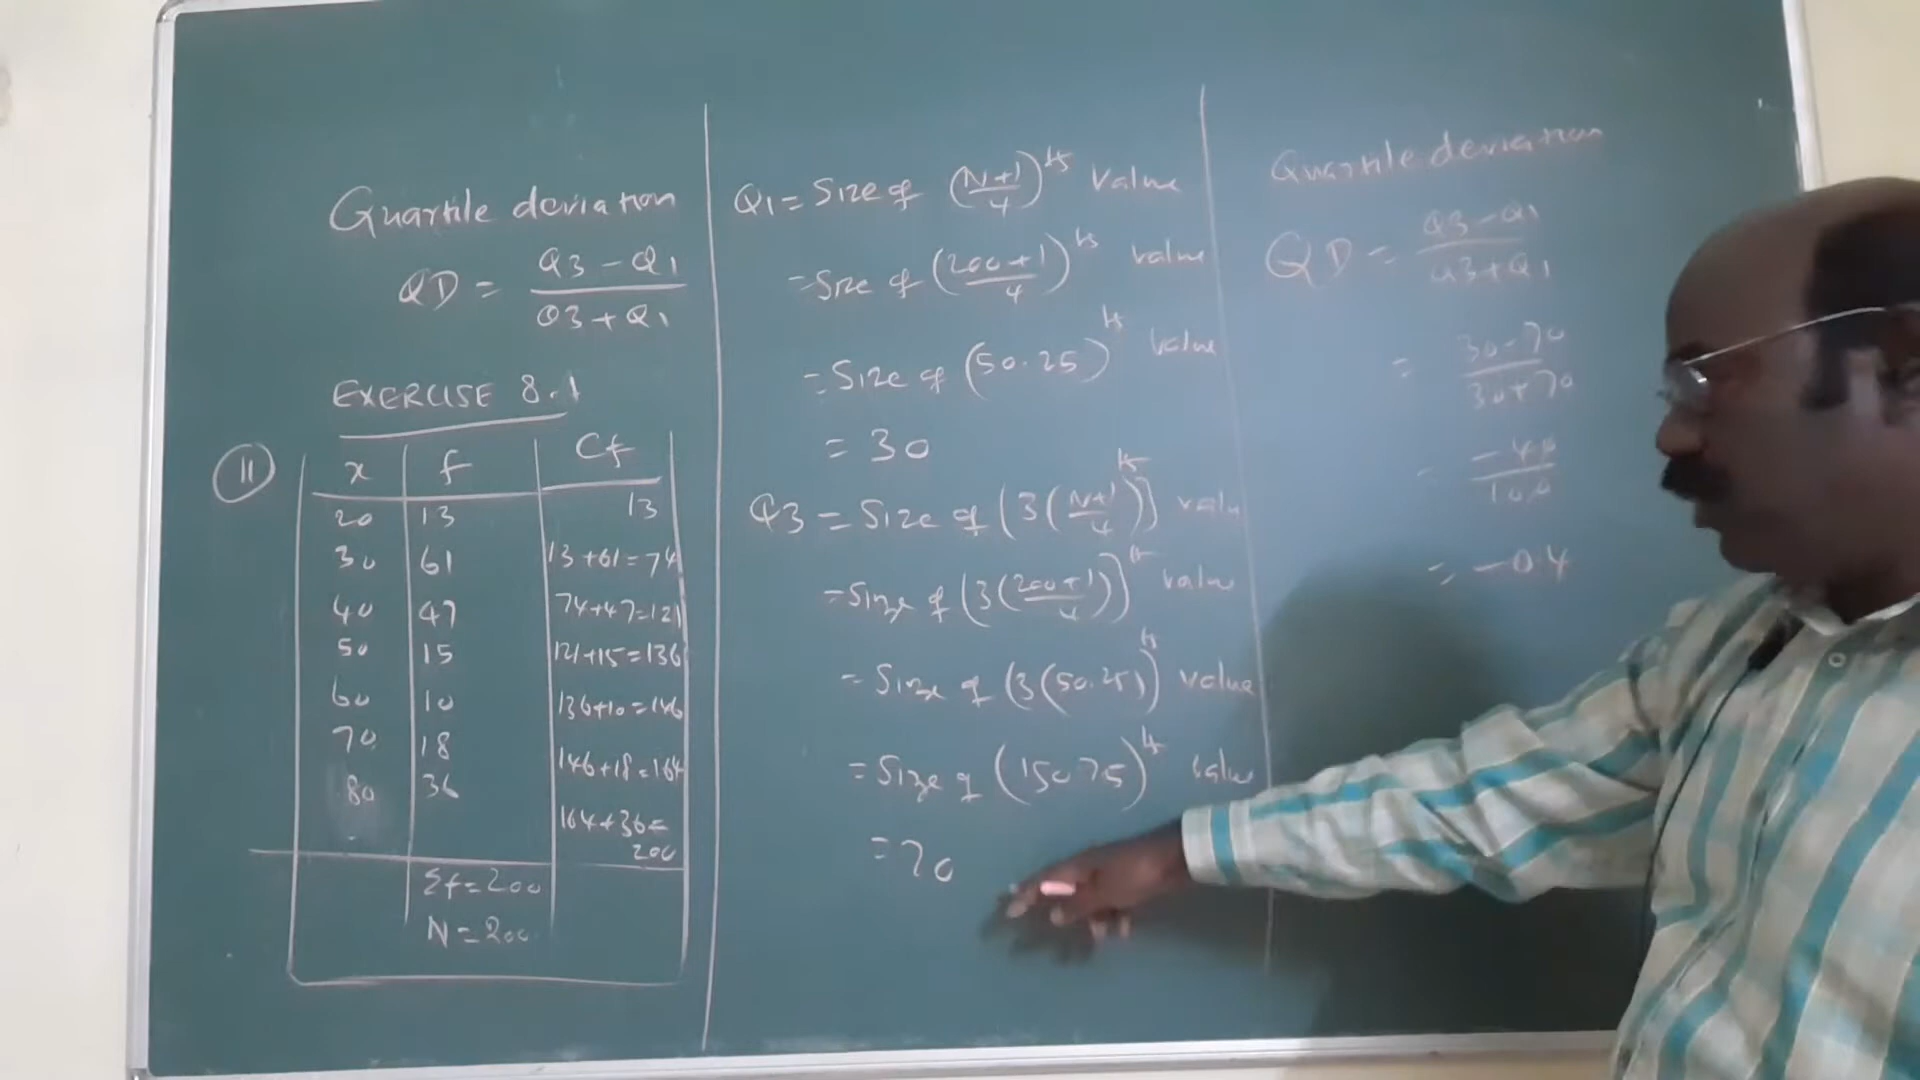 Quartile deviation
QD = Q3 - Q1 / Q3 + Q1
EXERCISE 8.1
11
x f Cf
20 13 13
30 61 13+61=74
40 47 74+47=121
50 15 121+15=136
60 10 136+10=146
70 18 146+18=164
80 36 164+36=
200
Σf=200
N=200
Q1 = Size of (N+1/4)th Value
= Size of (200+1/4)th value
= Size of (50.25)th value
= 30
Q3 = Size of (3(N+1/4))th value
= Size of (3(200+1/4))th value
= Size of (3(50.25))th value
= Size of (150.75)th value
= 70
Quartile deviation
QD = Q3-Q1 / Q3+Q1
= 30-70 / 30+70
= -40 / 100
= -0.4